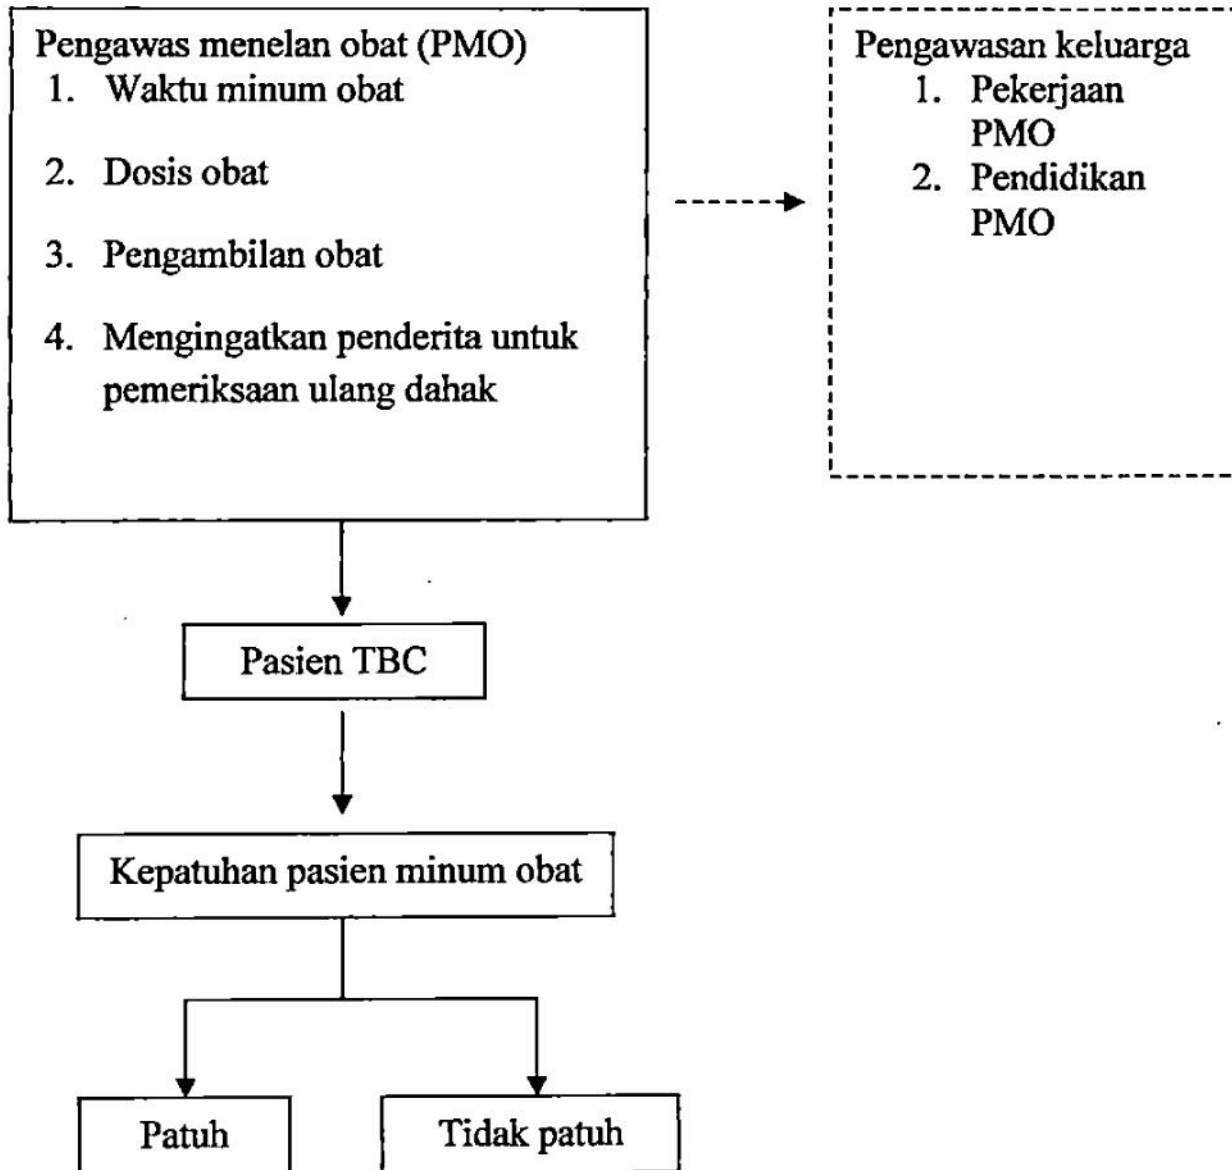 Pengawas menelan obat (PMO)
1. Waktu minum obat
2. Dosis obat
3. Pengambilan obat
4. Mengingatkan penderita untuk
pemeriksaan ulang dahak
Pengawasan keluarga
1. Pekerjaan
PMO
2. Pendidikan
PMO
Pasien TBC
Kepatuhan pasien minum obat
Patuh
Tidak patuh